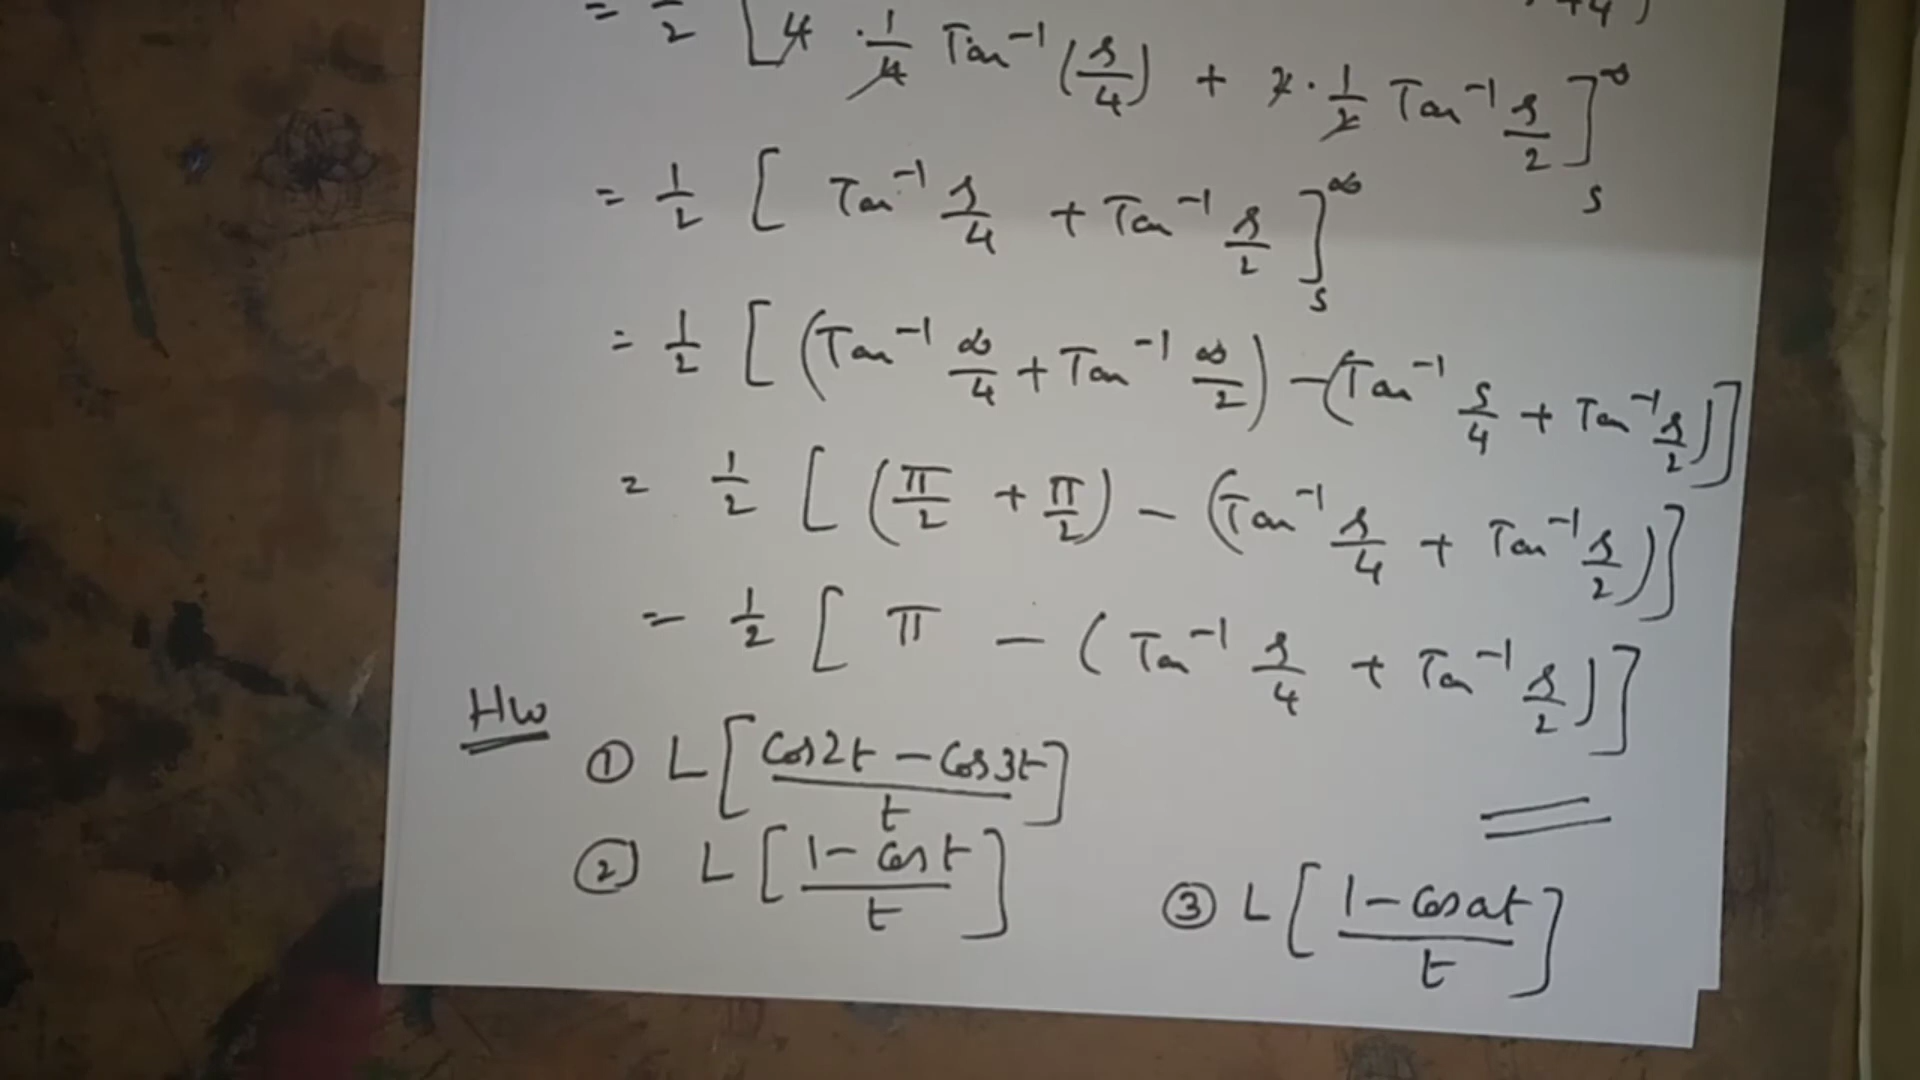 = 1/2 [4 · 1/4 Tan⁻¹(s/4) + 2 · 1/2 Tan⁻¹ s/2]_s^∞
= 1/2 [Tan⁻¹ s/4 + Tan⁻¹ s/2]_s^∞
= 1/2 [(Tan⁻¹ ∞/4 + Tan⁻¹ ∞/2) - (Tan⁻¹ s/4 + Tan⁻¹ s/2)]
= 1/2 [(π/2 + π/2) - (Tan⁻¹ s/4 + Tan⁻¹ s/2)]
= 1/2 [π - (Tan⁻¹ s/4 + Tan⁻¹ s/2)]
HW
① L[(Cos2t - Cos3t)/t]
② L[(1 - Cost)/t]
③ L[(1 - Cosat)/t]